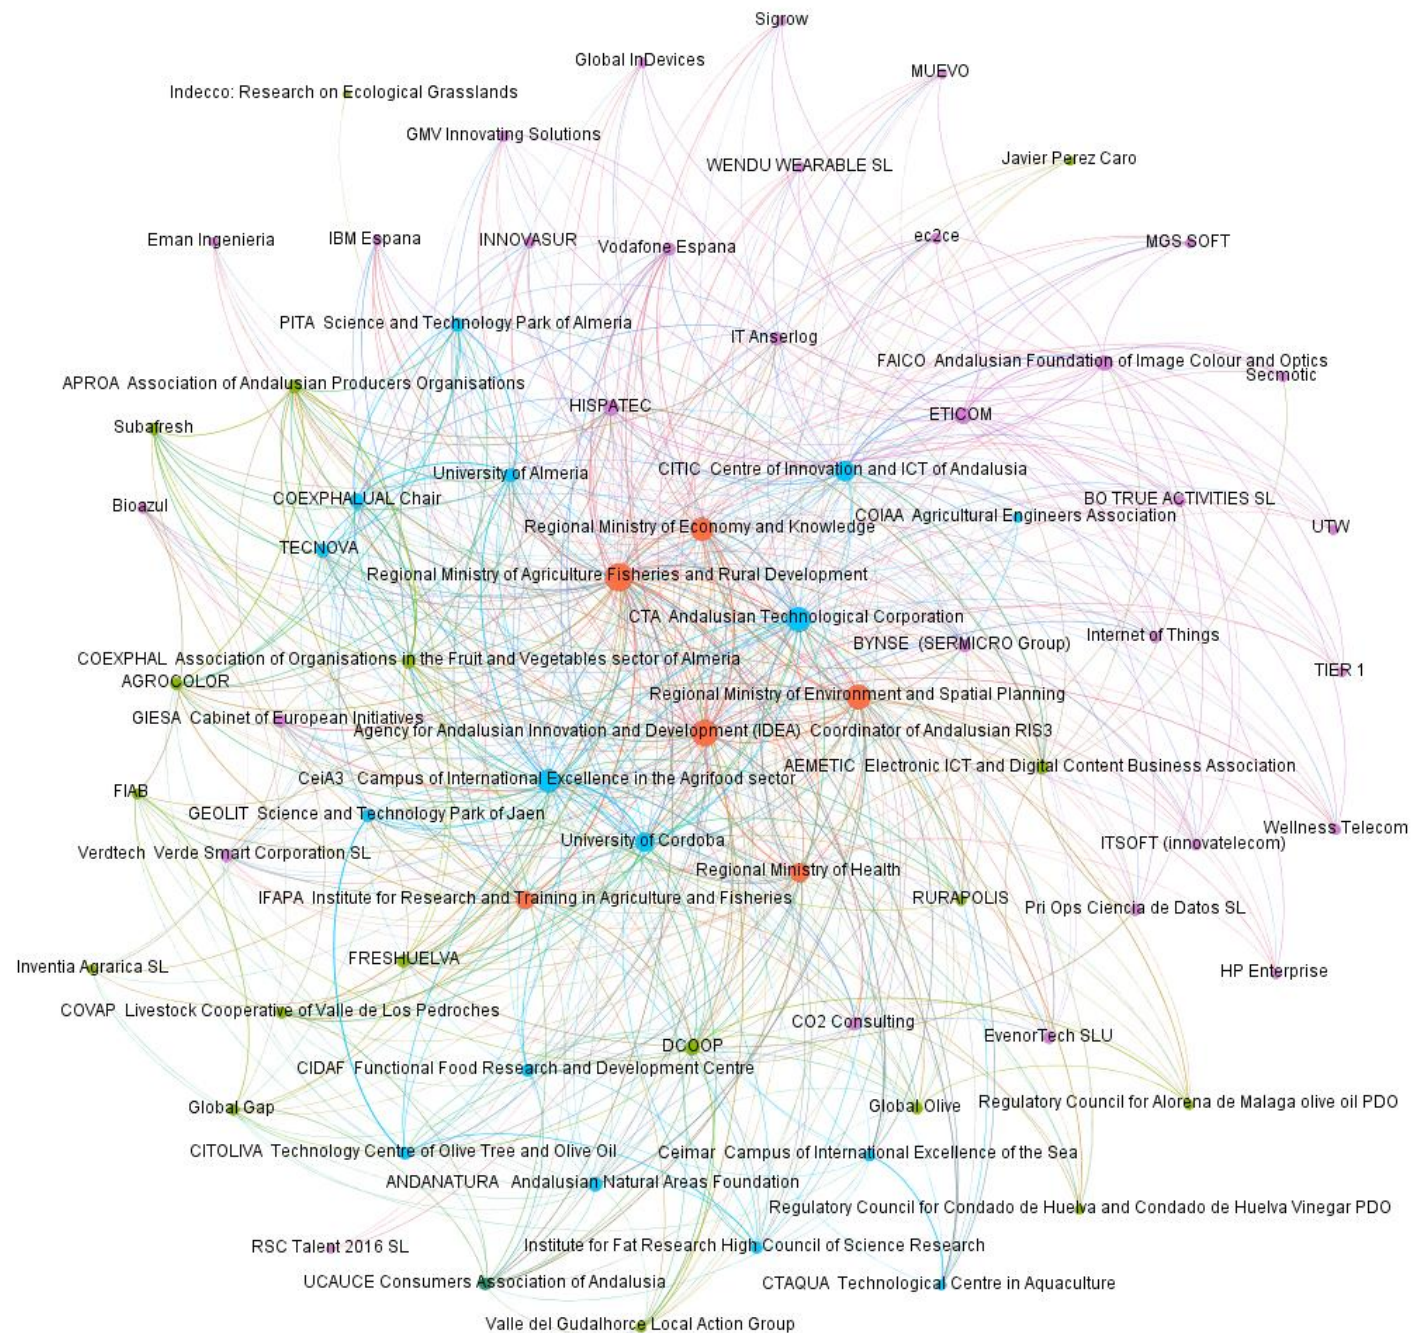 Sigrow
Global InDevices
MUEVO
Indecco: Research on Ecological Grasslands
GMV Innovating Solutions
WENDU WEARABLE SL
Javier Perez Caro
Eman Ingenieria
IBM Espana
INNOVASUR
Vodafone Espana
ec2ce
MGS SOFT
PITA Science and Technology Park of Almeria
IT Anserlog
FAICO Andalusian Foundation of Image Colour and Optics
Secmotic
APROA Association of Andalusian Producers Organisations
HISPATEC
ETICOM
Subafresh
University of Almeria
CITIC Centre of Innovation and ICT of Andalusia
COEXPHALUAL Chair
BO TRUE ACTIVITIES SL
Bioazul
COIAA Agricultural Engineers Association
UTW
Regional Ministry of Economy and Knowledge
TECNOVA
Regional Ministry of Agriculture Fisheries and Rural Development
CTA Andalusian Technological Corporation
Internet of Things
BYNSE (SERMICRO Group)
COEXPHAL Association of Organisations in the Fruit and Vegetables sector of Almeria
TIER 1
AGROCOLOR
Regional Ministry of Environment and Spatial Planning
GIESA Cabinet of European Initiatives
Agency for Andalusian Innovation and Development (IDEA) Coordinator of Andalusian RIS3
AEMETIC Electronic ICT and Digital Content Business Association
CeiA3 Campus of International Excellence in the Agrifood sector
FIAB
GEOLIT Science and Technology Park of Jaen
Wellness Telecom
University of Cordoba
ITSOFT (innovatelecom)
Verdtech Verde Smart Corporation SL
Regional Ministry of Health
IFAPA Institute for Research and Training in Agriculture and Fisheries
RURAPOLIS
Pri Ops Ciencia de Datos SL
FRESHUELVA
Inventia Agrarica SL
HP Enterprise
COVAP Livestock Cooperative of Valle de Los Pedroches
CO2 Consulting
EvenorTech SLU
DCOOP
CIDAF Functional Food Research and Development Centre
Global Gap
Global Olive
Regulatory Council for Alorena de Malaga olive oil PDO
CITOLIVA Technology Centre of Olive Tree and Olive Oil
Ceimar Campus of International Excellence of the Sea
ANDANATURA Andalusian Natural Areas Foundation
Regulatory Council for Condado de Huelva and Condado de Huelva Vinegar PDO
RSC Talent 2016 SL
Institute for Fat Research High Council of Science Research
UCAUCE Consumers Association of Andalusia
CTAQUA Technological Centre in Aquaculture
Valle del Gudalhorce Local Action Group